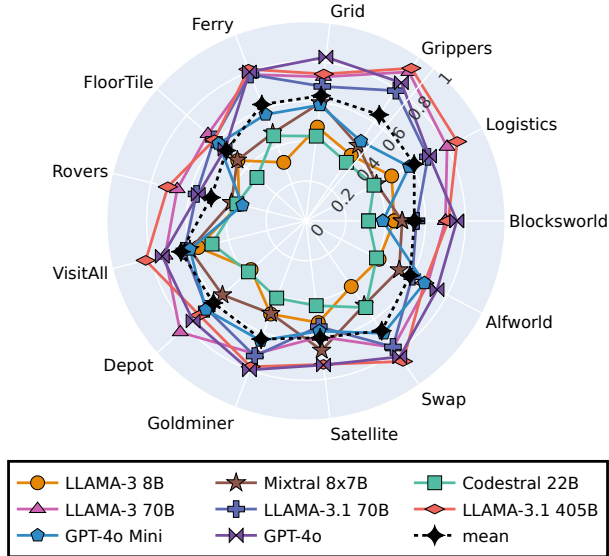 Grid
Ferry
Grippers
FloorTile
Logistics
Rovers
Blocksworld
VisitAll
Alfworld
Depot
Swap
Goldminer
Satellite
0
0.2
0.4
0.6
0.8
1
LLAMA-3 8B Mixtral 8x7B Codestral 22B
LLAMA-3 70B LLAMA-3.1 70B LLAMA-3.1 405B
GPT-4o Mini GPT-4o mean